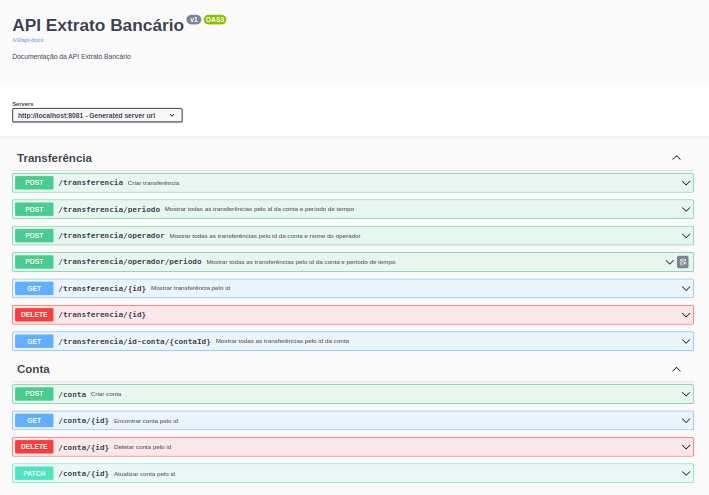 API Extrato Bancário v1 OAS3
/v3/api-docs
Documentação da API Extrato Bancário
Servers
http://localhost:8081 - Generated server url
Transferência
POST /transferencia Criar transferência
POST /transferencia/periodo Mostrar todas as transferências pelo id da conta e período de tempo
POST /transferencia/operador Mostrar todas as transferências pelo id da conta e nome do operador
POST /transferencia/operador/periodo Mostrar todas as transferências pelo id da conta e período de tempo
GET /transferencia/{id} Mostrar transferência pelo id
DELETE /transferencia/{id}
GET /transferencia/id-conta/{contaId} Mostrar todas as transferências pelo id da conta
Conta
POST /conta Criar conta
GET /conta/{id} Encontrar conta pelo id
DELETE /conta/{id} Deletar conta pelo id
PATCH /conta/{id} Atualizar conta pelo id